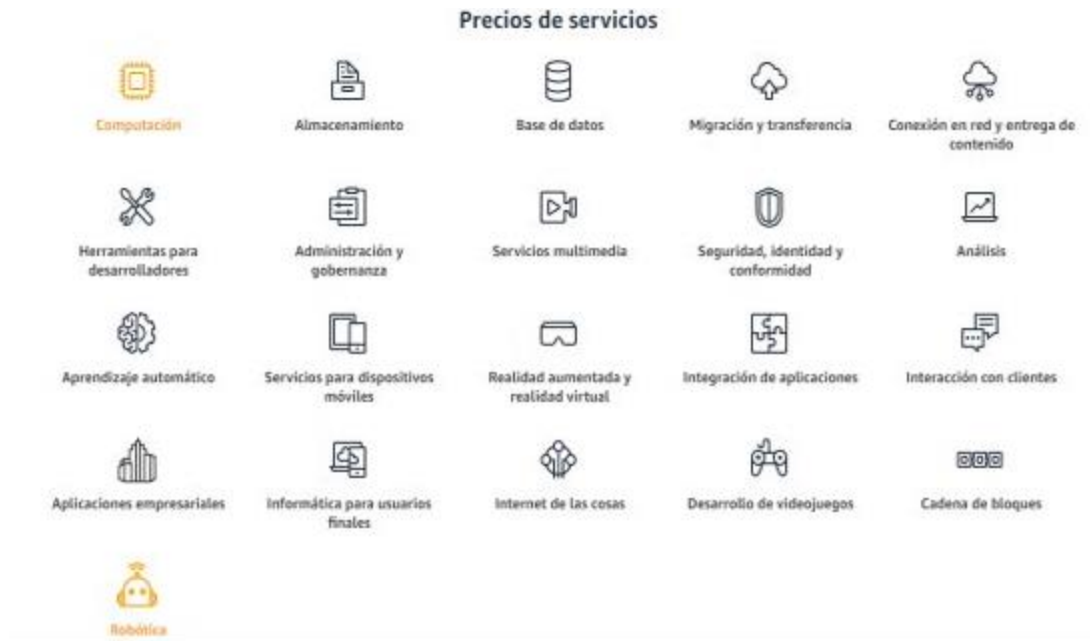 Precios de servicios
Computación
Almacenamiento
Base de datos
Migración y transferencia
Conexión en red y entrega de
contenido
Herramientas para
desarrolladores
Administración y
gobernanza
Servicios multimedia
Seguridad, identidad y
conformidad
Análisis
Aprendizaje automático
Servicios para dispositivos
móviles
Realidad aumentada y
realidad virtual
Integración de aplicaciones
Interacción con clientes
Aplicaciones empresariales
Informática para usuarios
finales
Internet de las cosas
Desarrollo de videojuegos
Cadena de bloques
Robótica